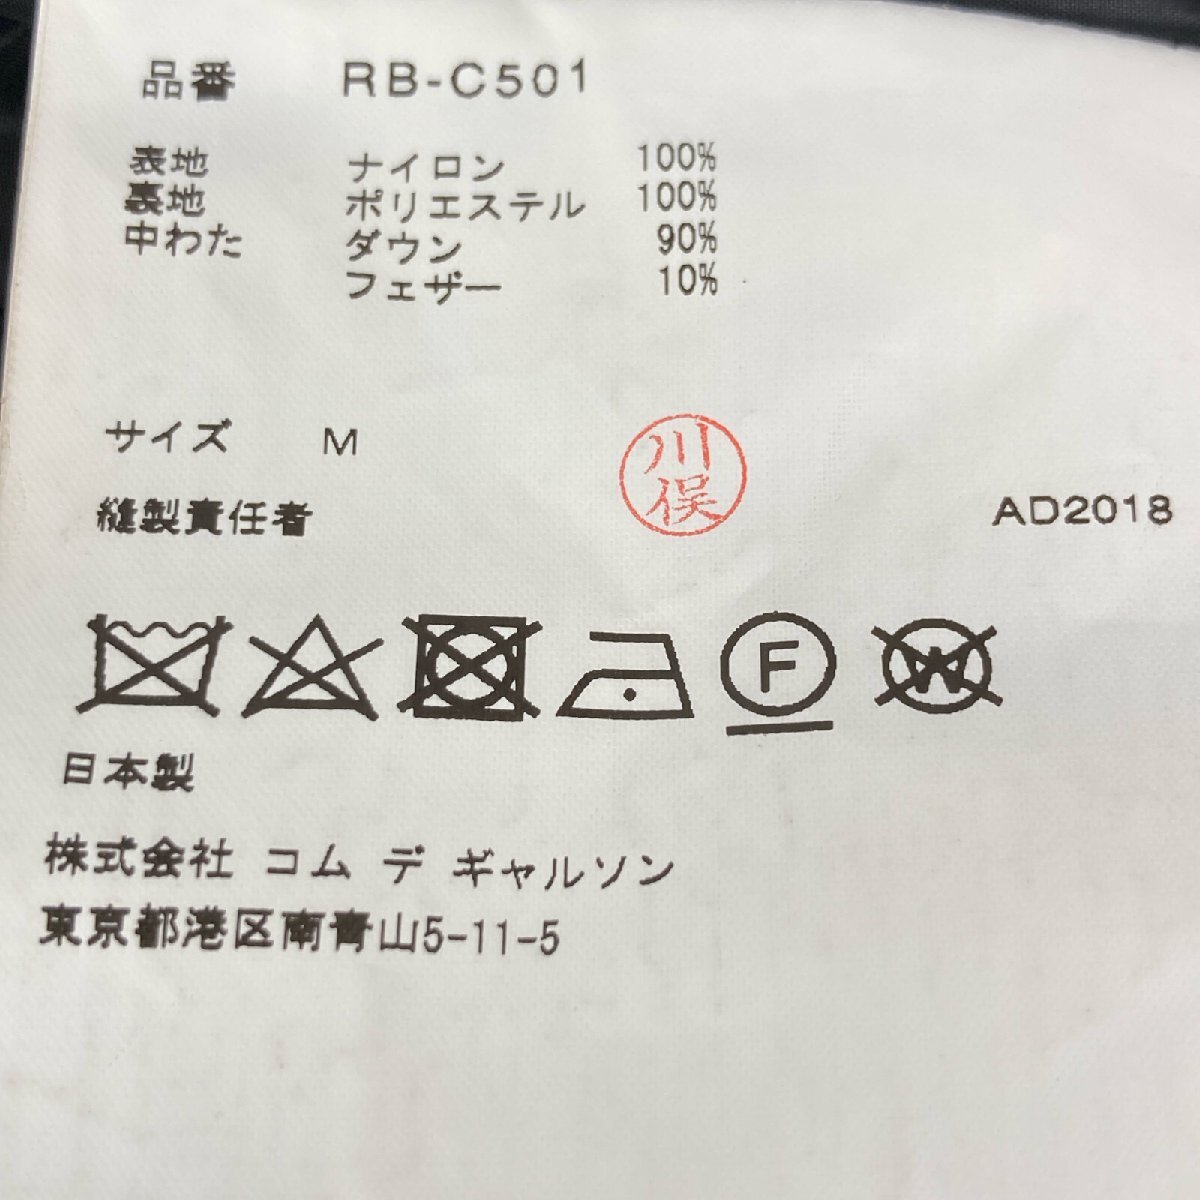 品番 RB-C501
表地 ナイロン 100%
裏地 ポリエステル 100%
中わた ダウン 90%
フェザー 10%
サイズ M
川俣
縫製責任者 AD2018
F W
日本製
株式会社 コム デ ギャルソン
東京都港区南青山5-11-5